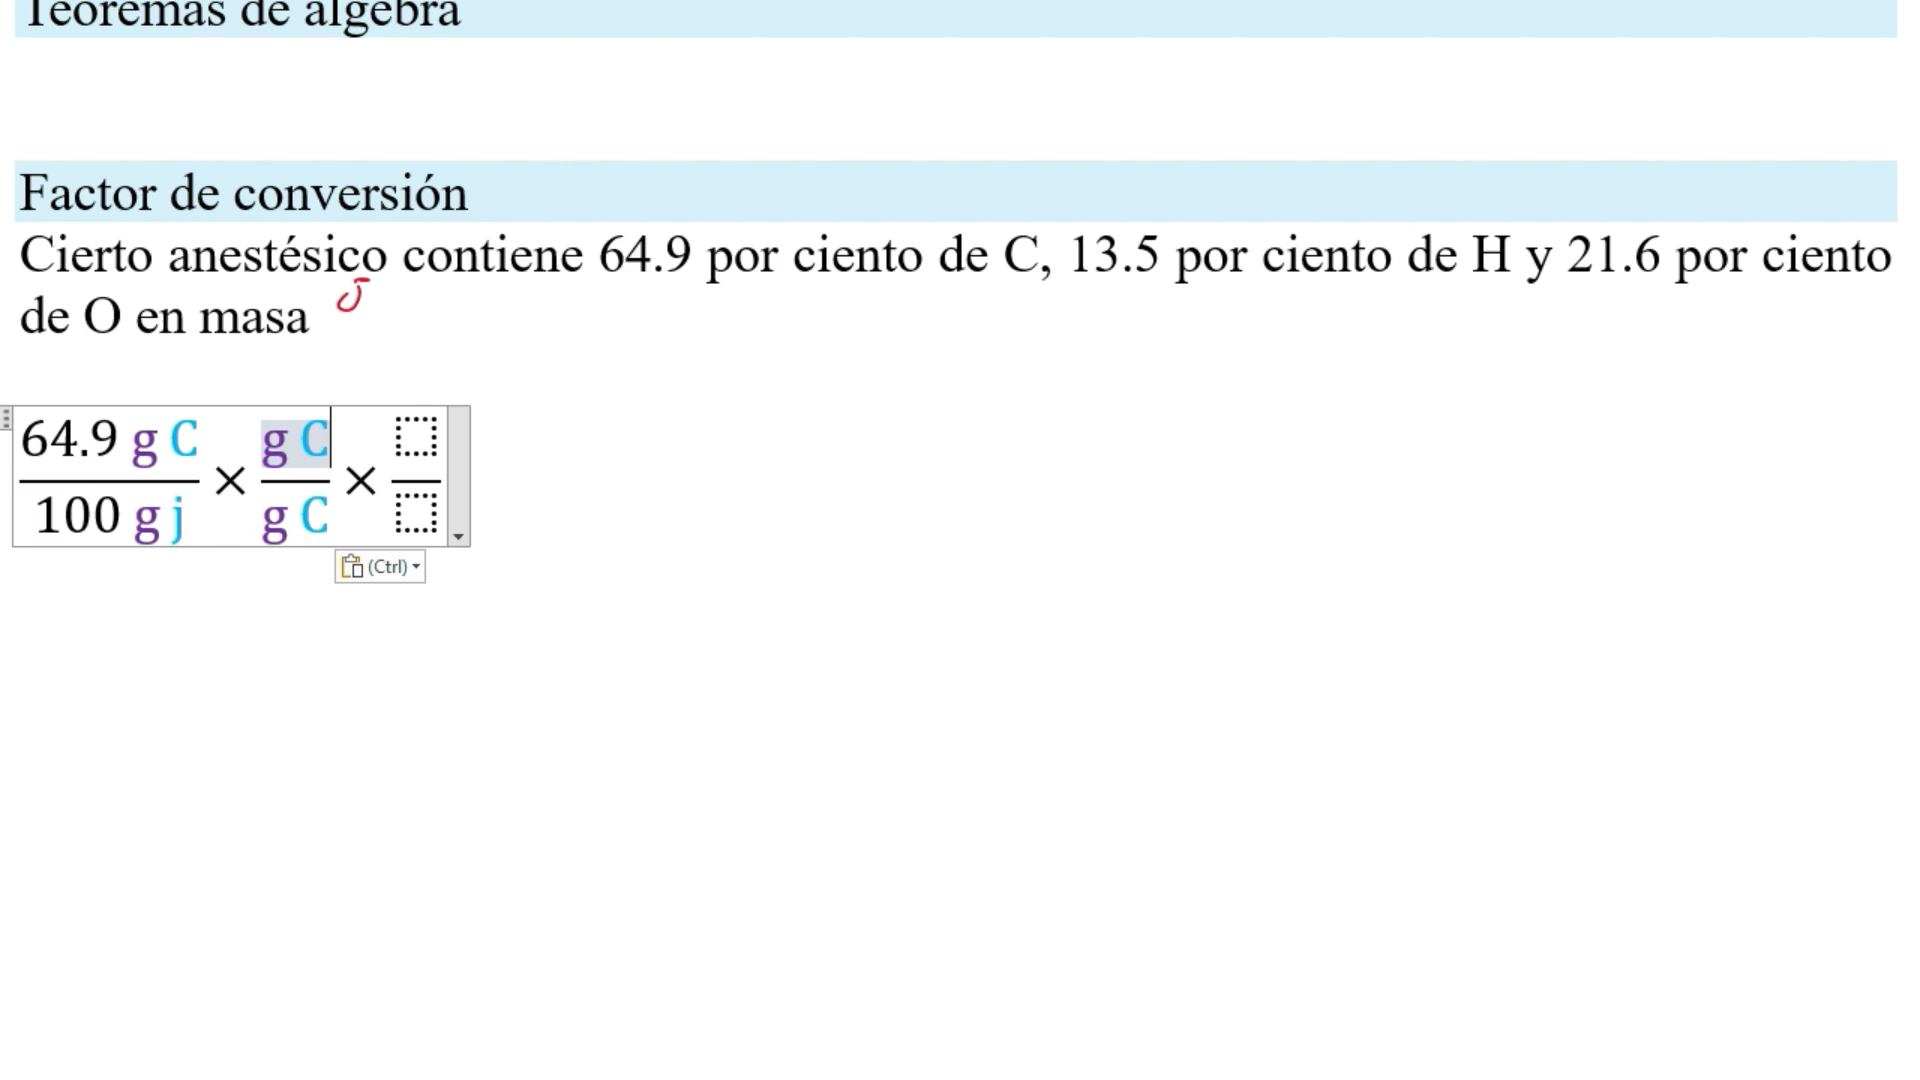 Teoremas de álgebra
Factor de conversión
Cierto anestésico contiene 64.9 por ciento de C, 13.5 por ciento de H y 21.6 por ciento
de O en masa j
64.9 g C / 100 g j × g C / g C ×
(Ctrl)